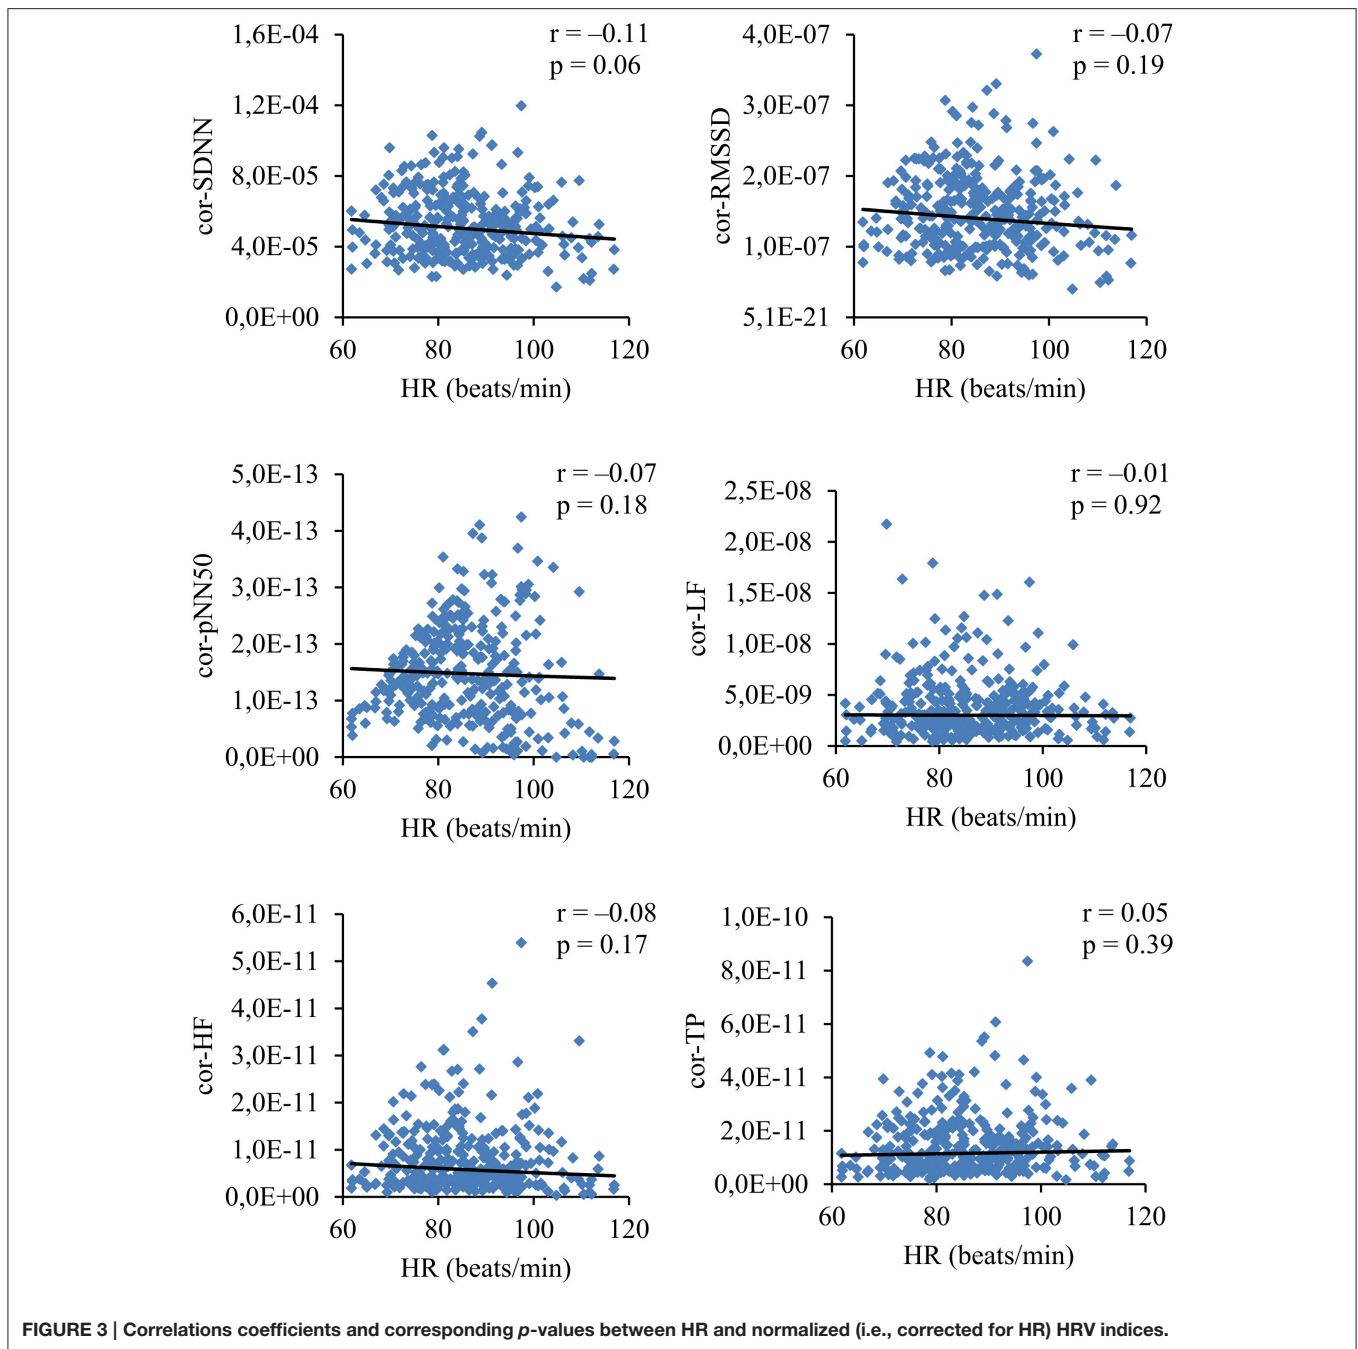 1,6E-04
1,2E-04
8,0E-05
4,0E-05
0,0E+00
cor-SDNN
r = –0.11
p = 0.06
60 80 100 120
HR (beats/min)
4,0E-07
3,0E-07
2,0E-07
1,0E-07
5,1E-21
cor-RMSSD
r = –0.07
p = 0.19
60 80 100 120
HR (beats/min)
5,0E-13
4,0E-13
3,0E-13
2,0E-13
1,0E-13
0,0E+00
cor-pNN50
r = –0.07
p = 0.18
60 80 100 120
HR (beats/min)
2,5E-08
2,0E-08
1,5E-08
1,0E-08
5,0E-09
0,0E+00
cor-LF
r = –0.01
p = 0.92
60 80 100 120
HR (beats/min)
6,0E-11
5,0E-11
4,0E-11
3,0E-11
2,0E-11
1,0E-11
0,0E+00
cor-HF
r = –0.08
p = 0.17
60 80 100 120
HR (beats/min)
1,0E-10
8,0E-11
6,0E-11
4,0E-11
2,0E-11
0,0E+00
cor-TP
r = 0.05
p = 0.39
60 80 100 120
HR (beats/min)
FIGURE 3 | Correlations coefficients and corresponding p-values between HR and normalized (i.e., corrected for HR) HRV indices.